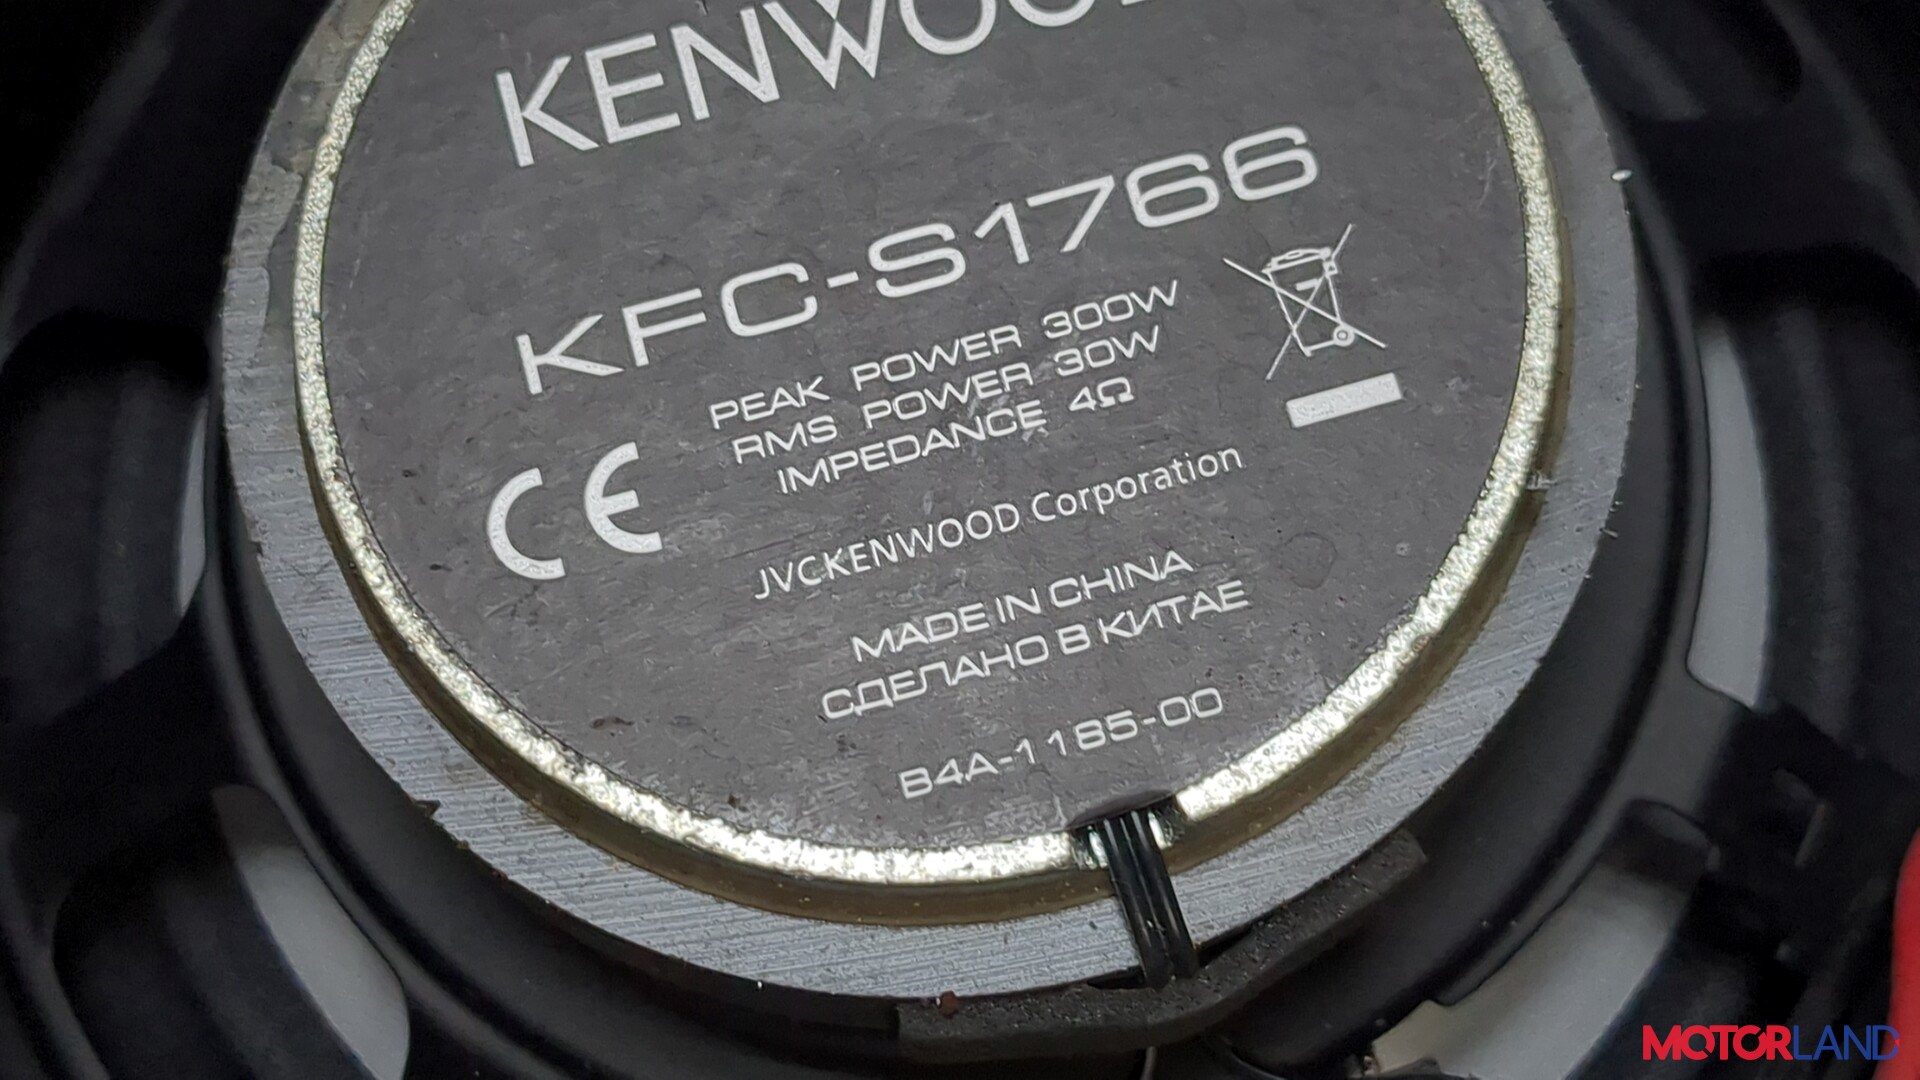 KENWOOD
KFC-S1766
PEAK POWER 300W
RMS POWER 30W
IMPEDANCE 4Ω
CE
JVCKENWOOD Corporation
MADE IN CHINA
СДЕЛАНО В КИТАЕ
B4A-1185-00
MOTORLAND